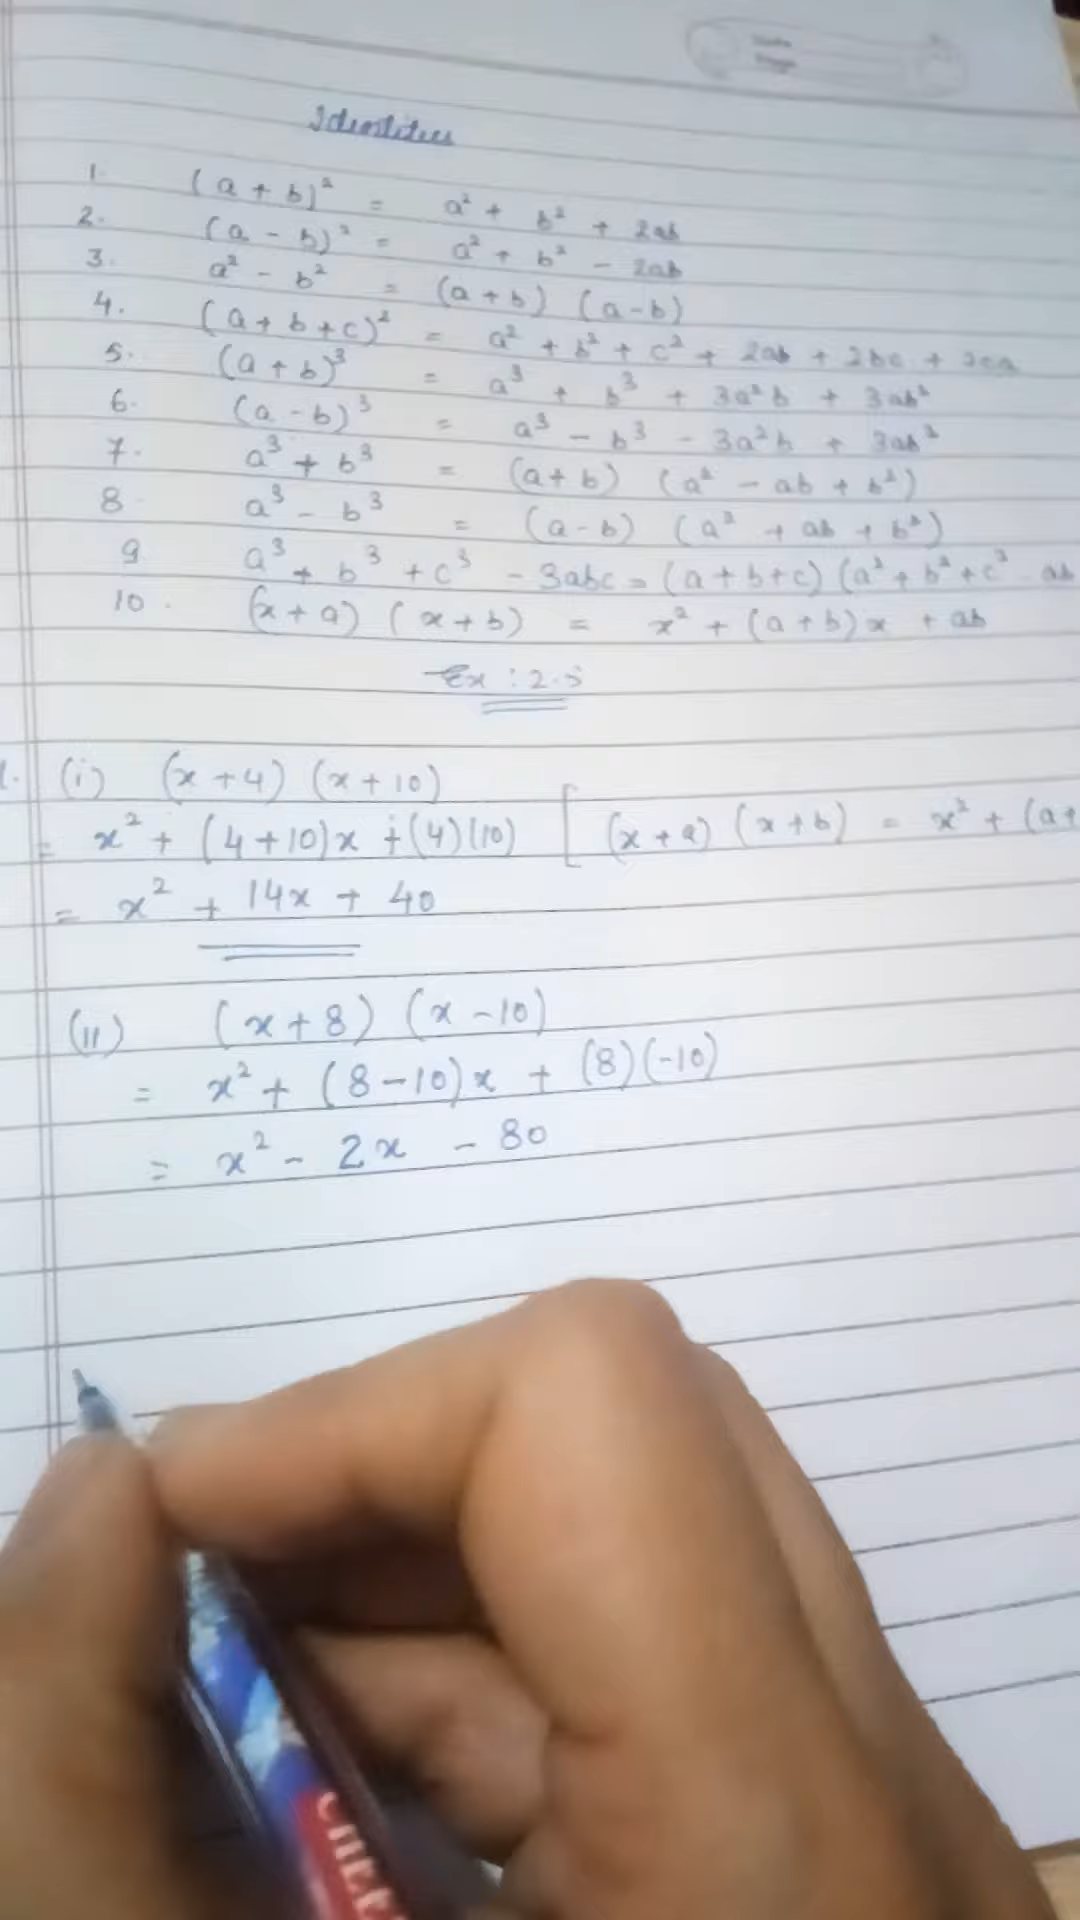 Identities
1. (a + b)² = a² + b² + 2ab
2. (a - b)² = a² + b² - 2ab
3. a² - b² = (a + b) (a - b)
4. (a + b + c)² = a² + b² + c² + 2ab + 2bc + 2ca
5. (a + b)³ = a³ + b³ + 3a²b + 3ab²
6. (a - b)³ = a³ - b³ - 3a²b + 3ab²
7. a³ + b³ = (a + b) (a² - ab + b²)
8 a³ - b³ = (a - b) (a² + ab + b²)
9 a³ + b³ + c³ - 3abc = (a + b + c) (a² + b² + c² - ab
10. (x + a) (x + b) = x² + (a + b) x + ab
Ex : 2.5
1. (i) (x + 4) (x + 10)
= x² + (4 + 10)x + (4)(10) [ (x + a) (x + b) = x² + (a +
= x² + 14x + 40
(ii) (x + 8) (x - 10)
= x² + (8 - 10)x + (8)(-10)
= x² - 2x - 80